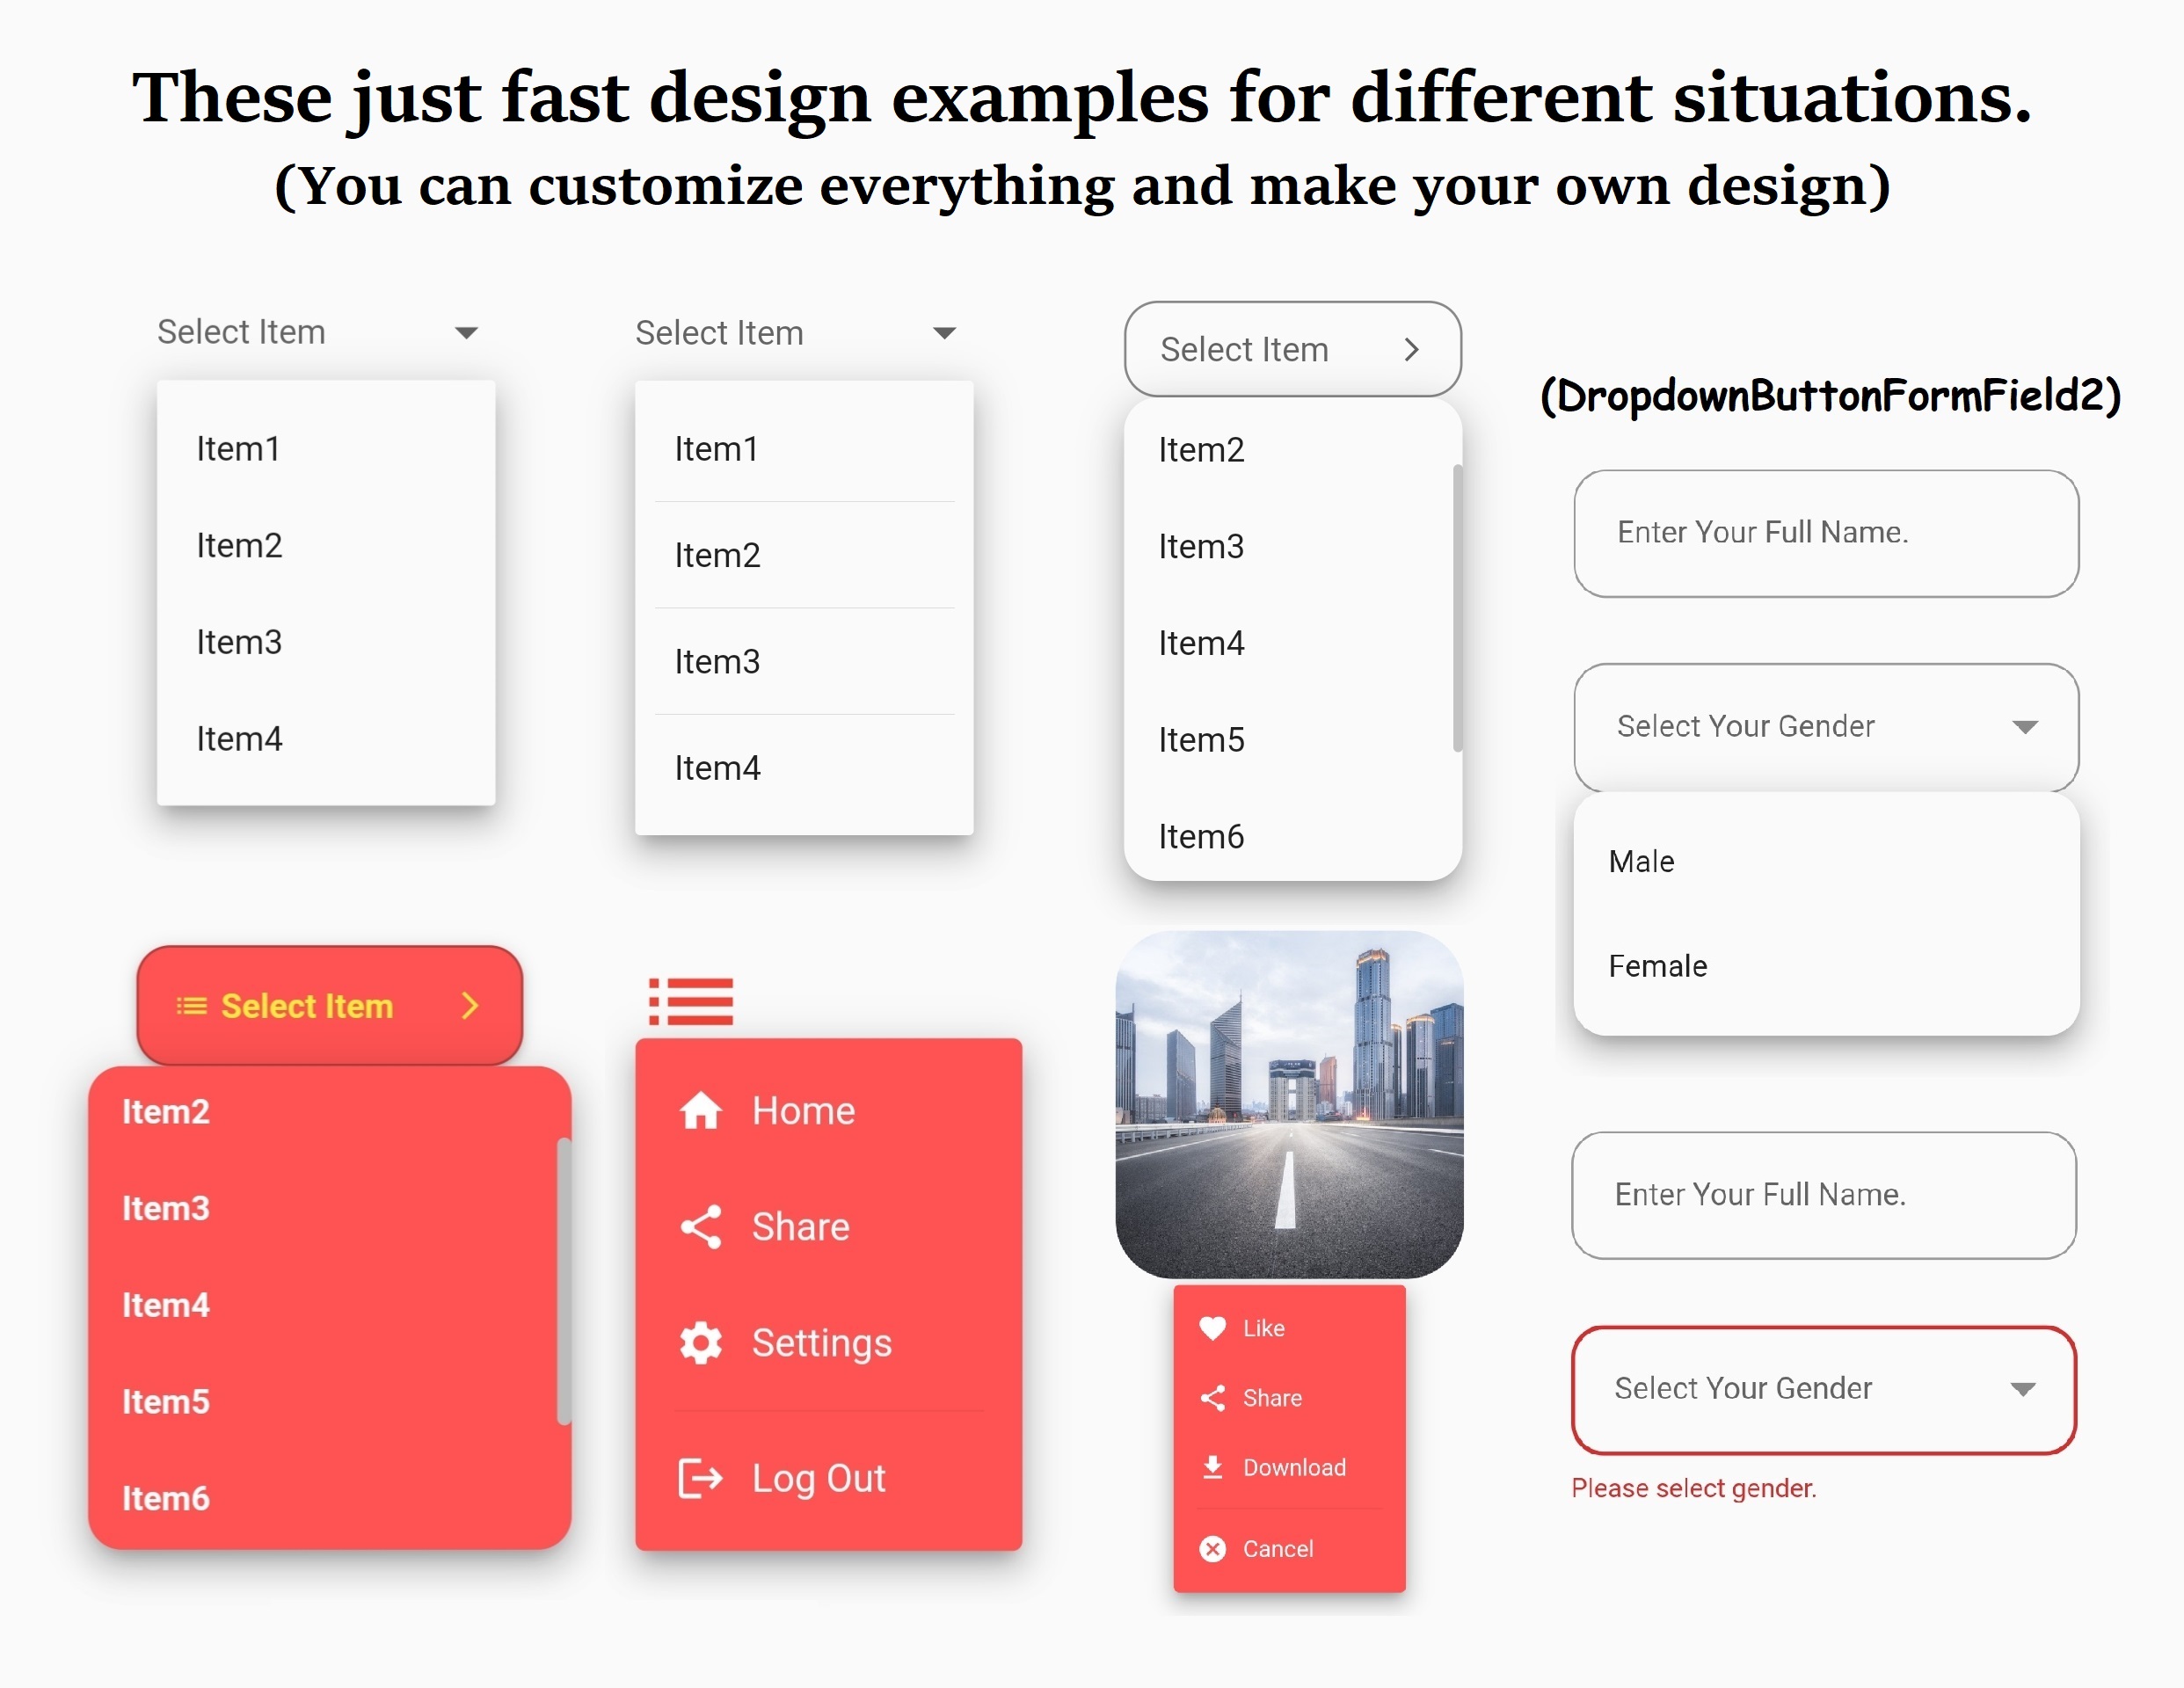 These just fast design examples for different situations.
(You can customize everything and make your own design)
Select Item
Item1
Item2
Item3
Item4
Select Item
Item1
Item2
Item3
Item4
Select Item
Item2
Item3
Item4
Item5
Item6
(DropdownButtonFormField2)
Enter Your Full Name.
Select Your Gender
Male
Female
Select Item
Item2
Item3
Item4
Item5
Item6
Home
Share
Settings
Log Out
Like
Share
Download
Cancel
Enter Your Full Name.
Select Your Gender
Please select gender.